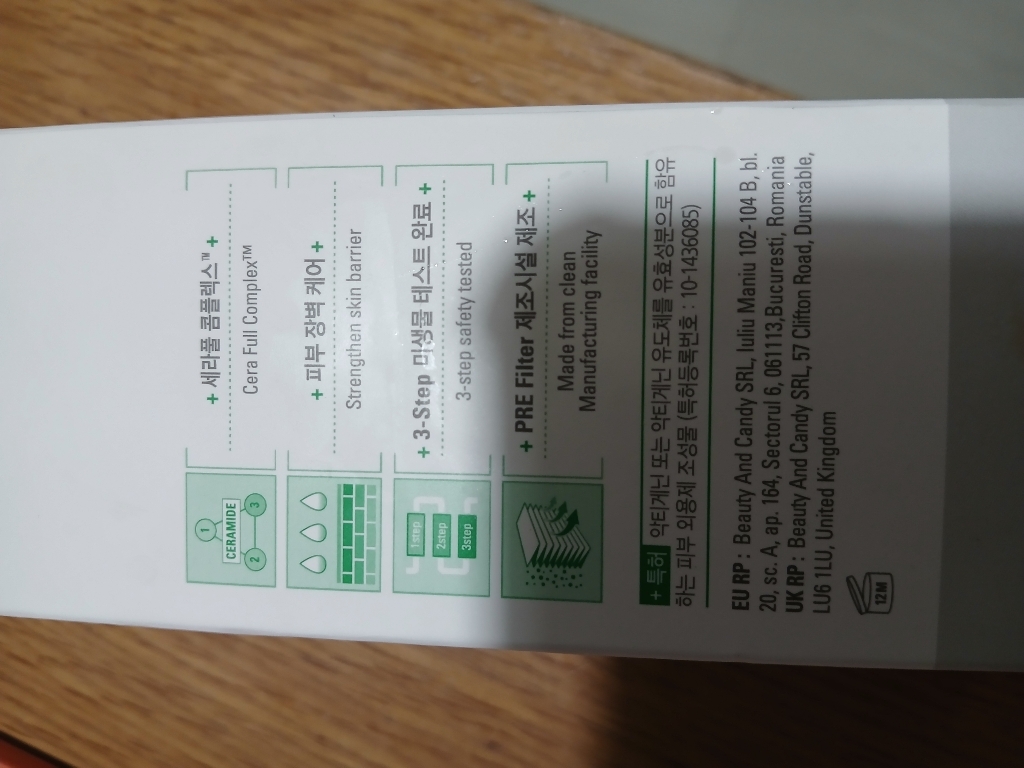 1
CERAMIDE
2
3
+ 세라풀 콤플렉스™ +
Cera Full Complex™
+ 피부 장벽 케어 +
Strengthen skin barrier
1step
2step
3step
+ 3-Step 미생물 테스트 완료 +
3-step safety tested
+ PRE Filter 제조시설 제조 +
Made from clean
Manufacturing facility
+ 특허 악티게닌 또는 악티게닌 유도체를 유효성분으로 함유
하는 피부 외용제 조성물 (특허등록번호 : 10-1436085)
EU RP : Beauty And Candy SRL, Iuliu Maniu 102-104 B, bl.
20, sc. A, ap. 164, Sectorul 6, 061113,Bucuresti, Romania
UK RP : Beauty And Candy SRL, 57 Clifton Road, Dunstable,
LU6 1LU, United Kingdom
12M